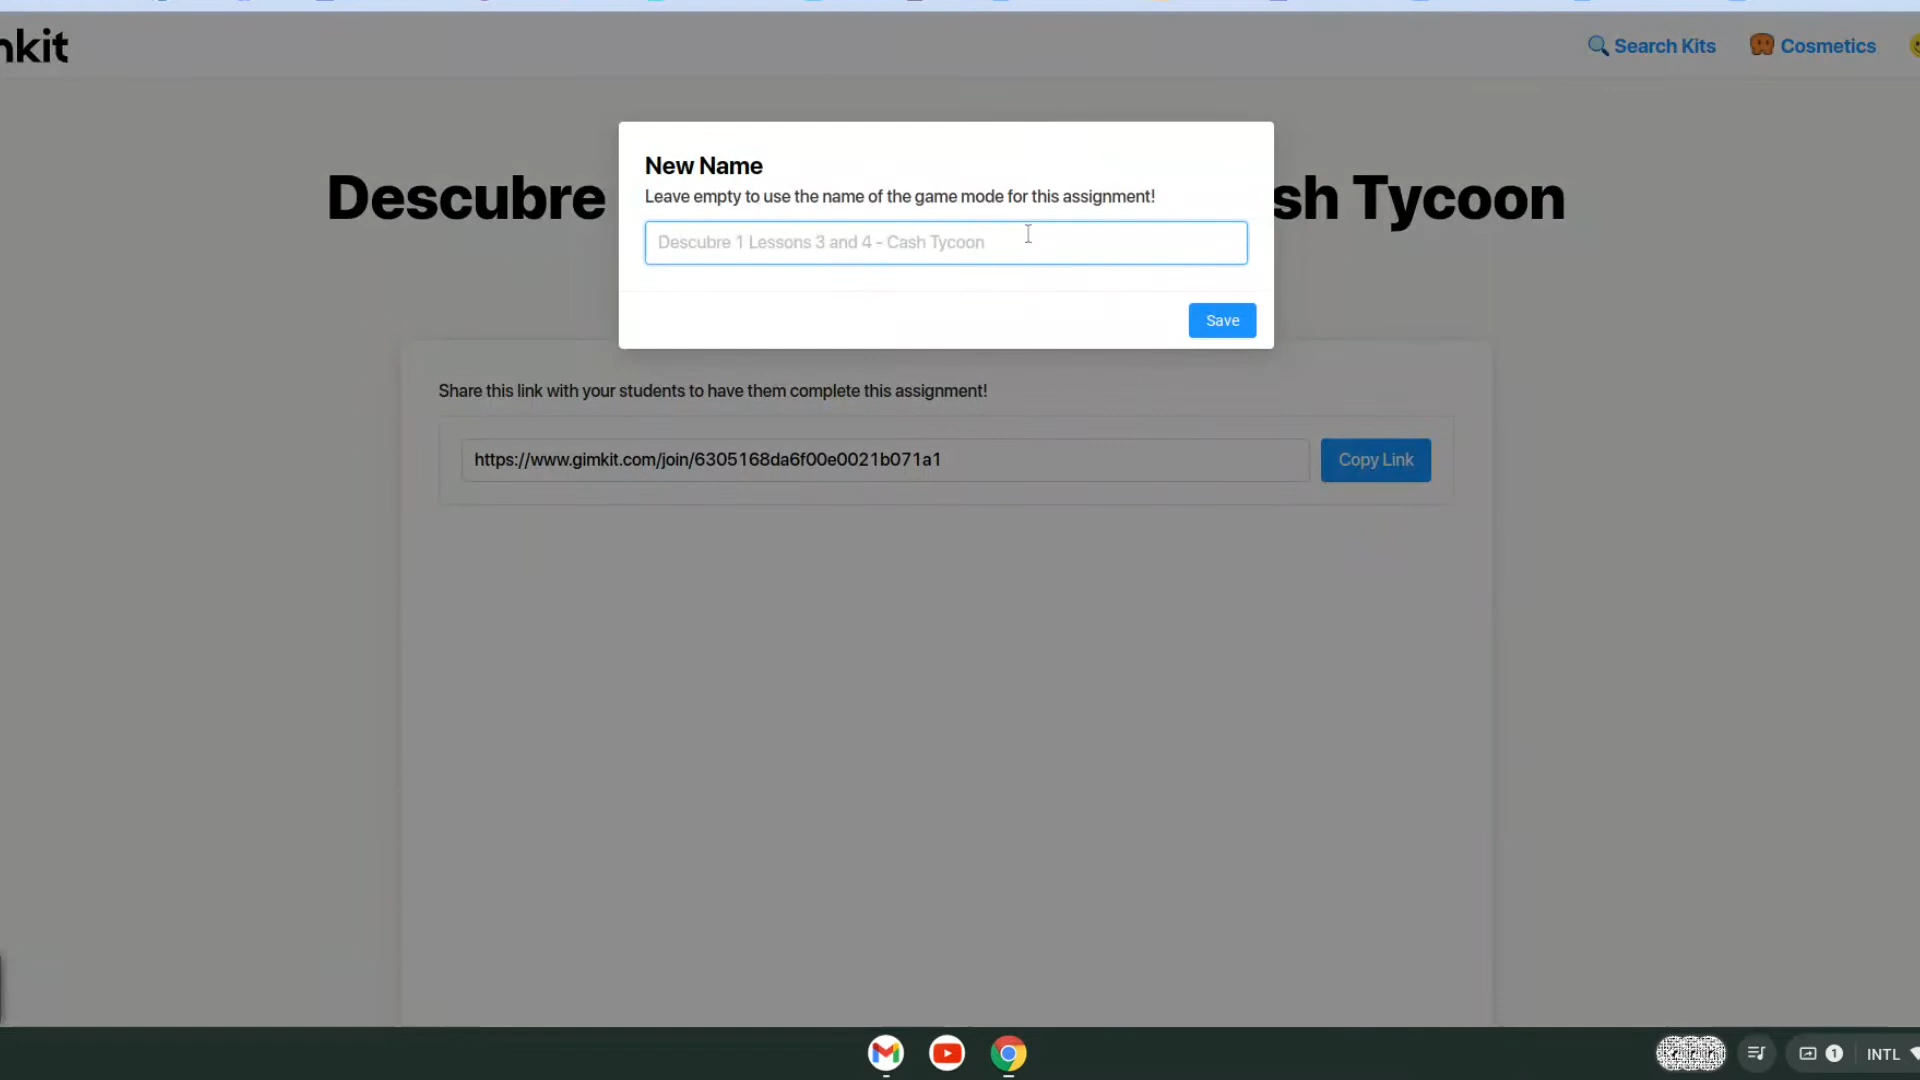 nkit
Search Kits
Cosmetics
New Name
Leave empty to use the name of the game mode for this assignment!
Descubre
sh Tycoon
Descubre 1 Lessons 3 and 4 - Cash Tycoon
Save
Share this link with your students to have them complete this assignment!
https://www.gimkit.com/join/6305168da6f00e0021b071a1
Copy Link
1
INTL